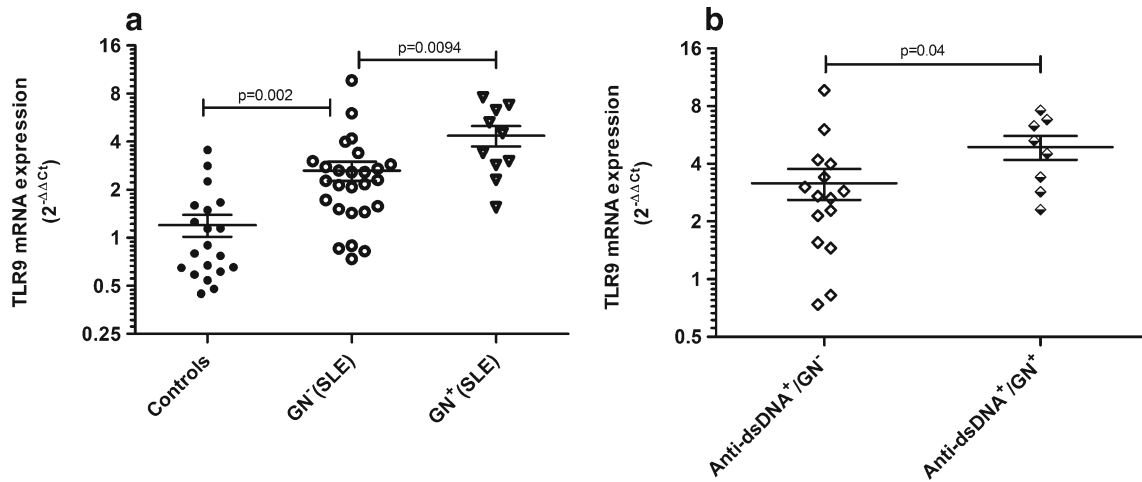 a
TLR9 mRNA expression
(2^-ΔΔCt)
16
8
4
2
1
0.5
0.25
p=0.002
p=0.0094
Controls
GN⁻(SLE)
GN⁺(SLE)
b
TLR9 mRNA expression
(2^-ΔΔCt)
16
8
4
2
1
0.5
p=0.04
Anti-dsDNA⁺/GN⁻
Anti-dsDNA⁺/GN⁺